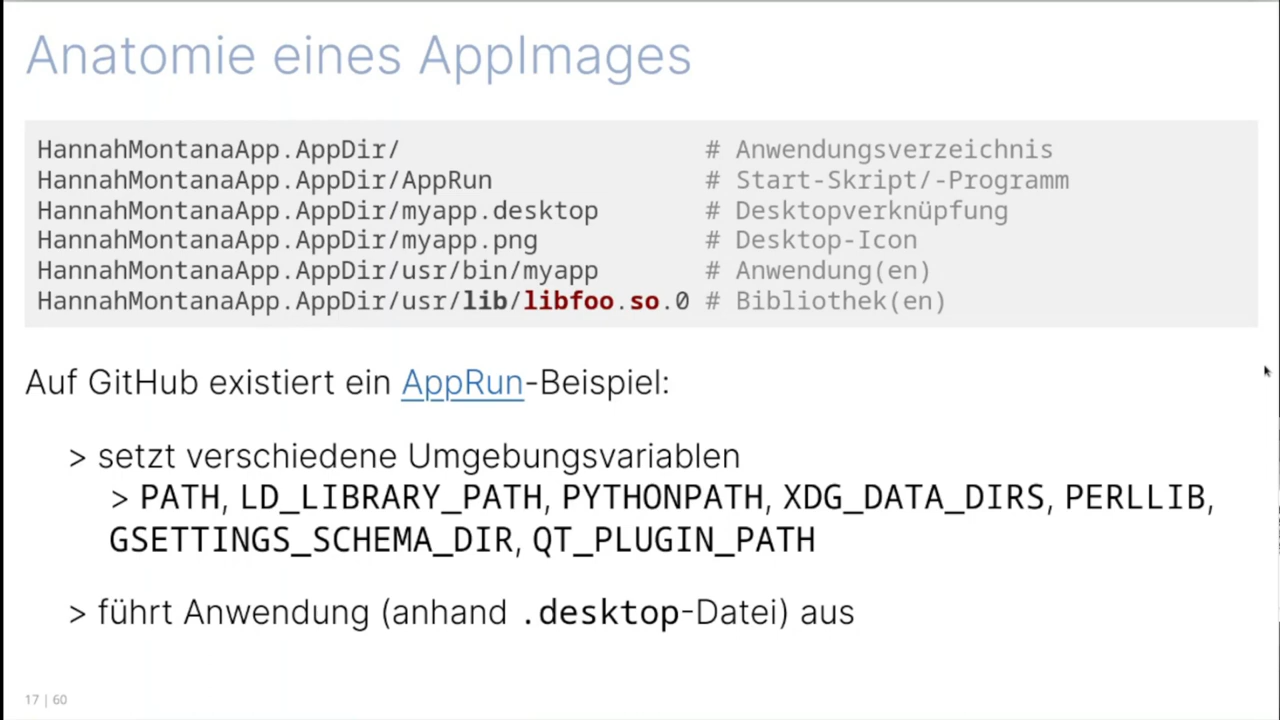 Anatomie eines AppImages
HannahMontanaApp.AppDir/ # Anwendungsverzeichnis
HannahMontanaApp.AppDir/AppRun # Start-Skript/-Programm
HannahMontanaApp.AppDir/myapp.desktop # Desktopverknüpfung
HannahMontanaApp.AppDir/myapp.png # Desktop-Icon
HannahMontanaApp.AppDir/usr/bin/myapp # Anwendung(en)
HannahMontanaApp.AppDir/usr/lib/libfoo.so.0 # Bibliothek(en)
Auf GitHub existiert ein AppRun-Beispiel:
> setzt verschiedene Umgebungsvariablen
> PATH, LD_LIBRARY_PATH, PYTHONPATH, XDG_DATA_DIRS, PERLLIB,
GSETTINGS_SCHEMA_DIR, QT_PLUGIN_PATH
> führt Anwendung (anhand .desktop-Datei) aus
17 | 60